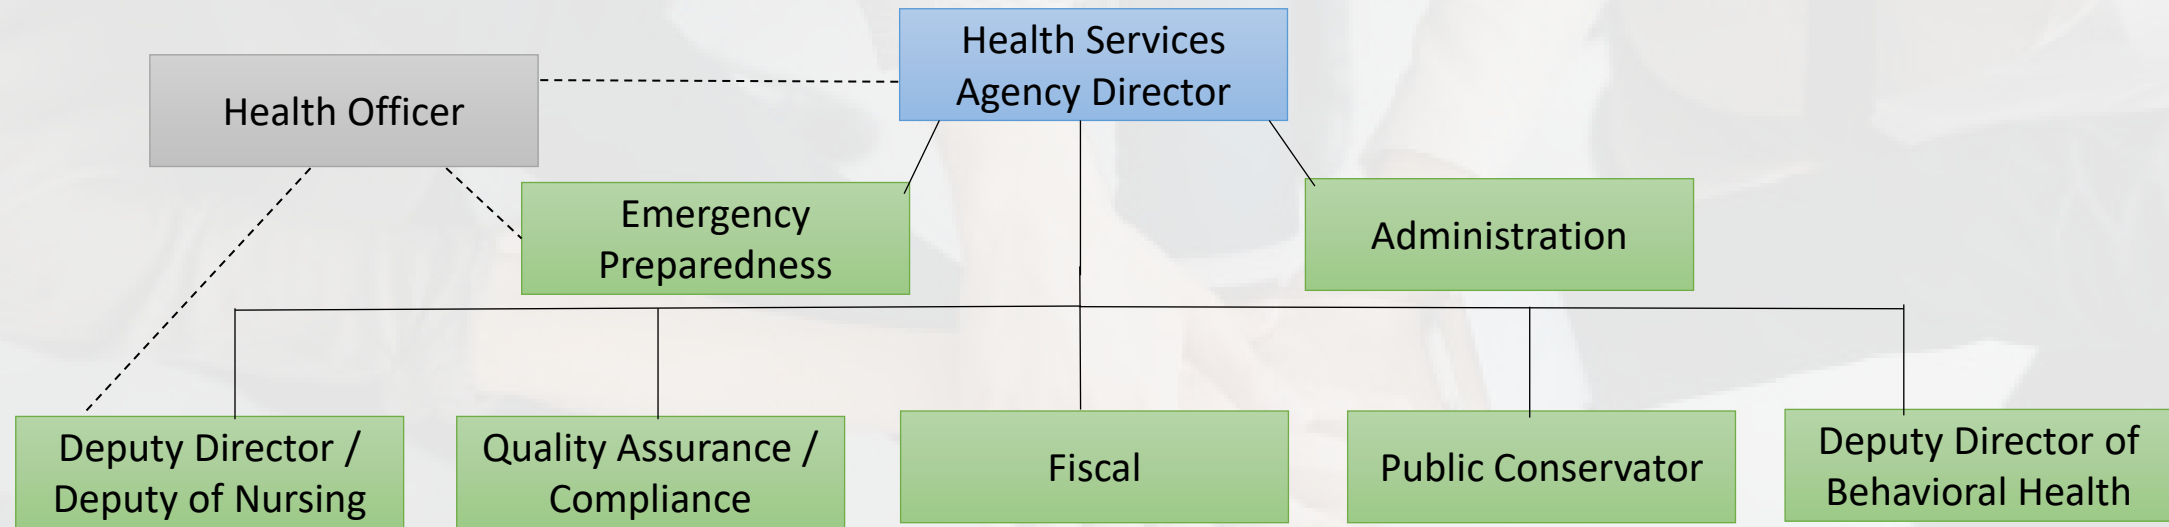 Health Services
Agency Director
Health Officer
Emergency
Preparedness
Administration
Deputy Director /
Deputy of Nursing
Quality Assurance /
Compliance
Fiscal
Public Conservator
Deputy Director of
Behavioral Health